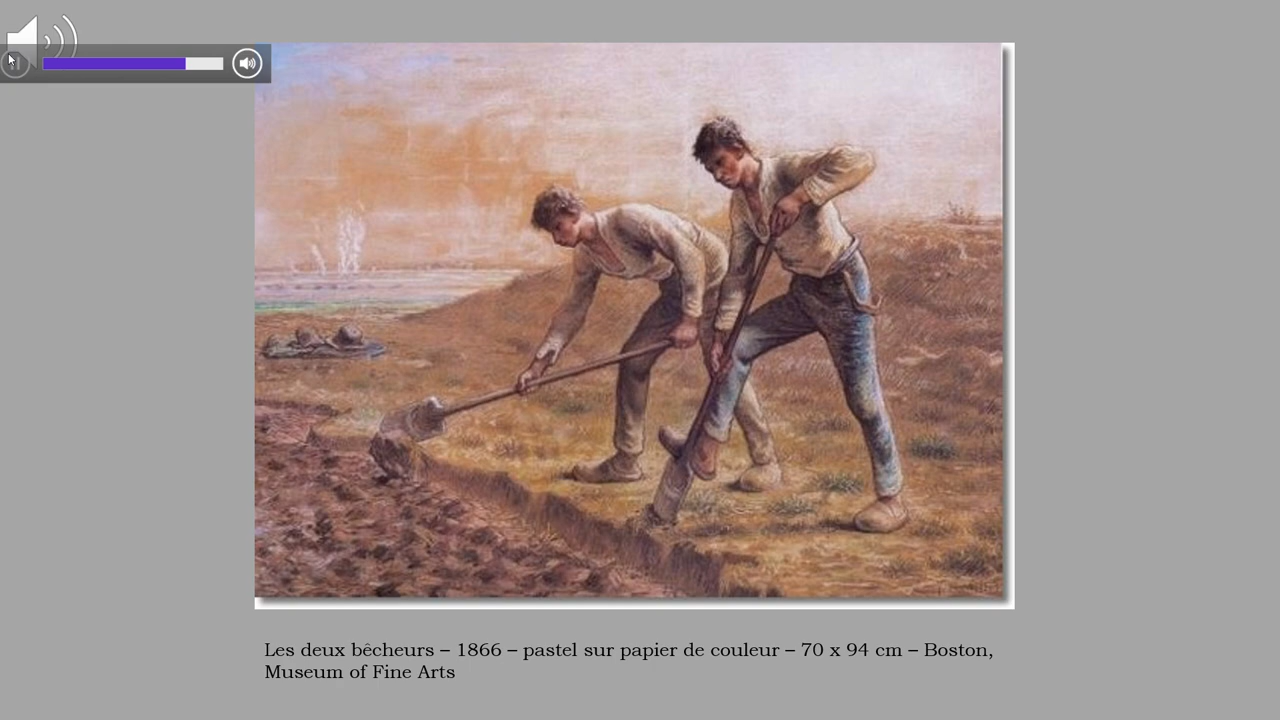 Les deux bêcheurs – 1866 – pastel sur papier de couleur – 70 x 94 cm – Boston,
Museum of Fine Arts